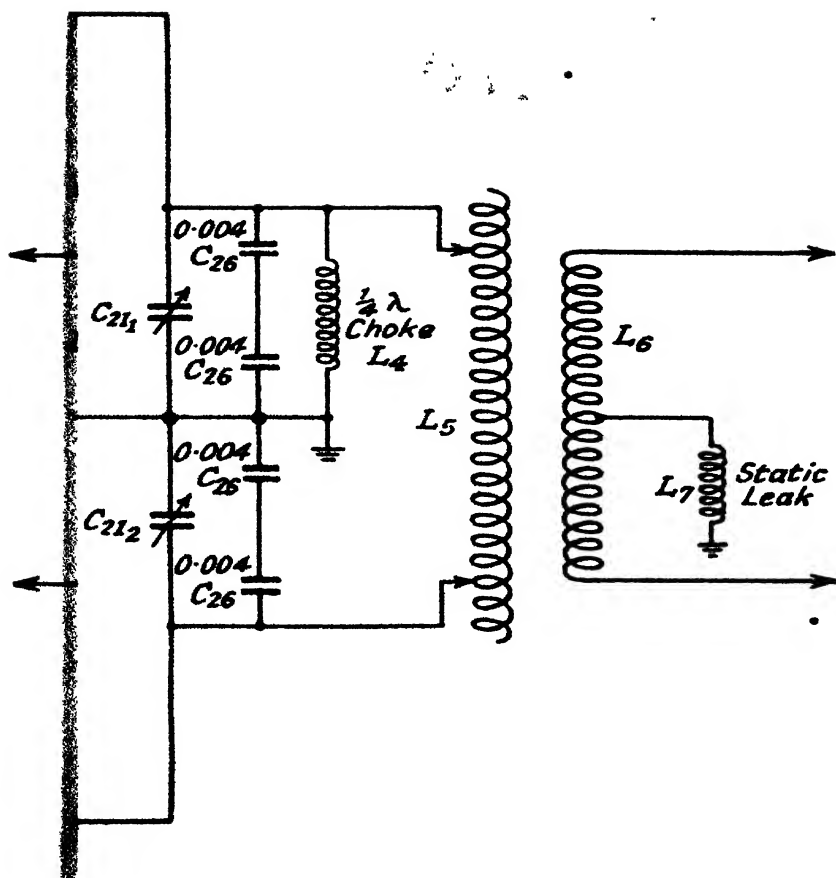 0.004
C26
C21₁
¼ λ
Choke
L4
0.004
C26
L6
L5
0.004
C26
C21₂
L7
Static
Leak
0.004
C26